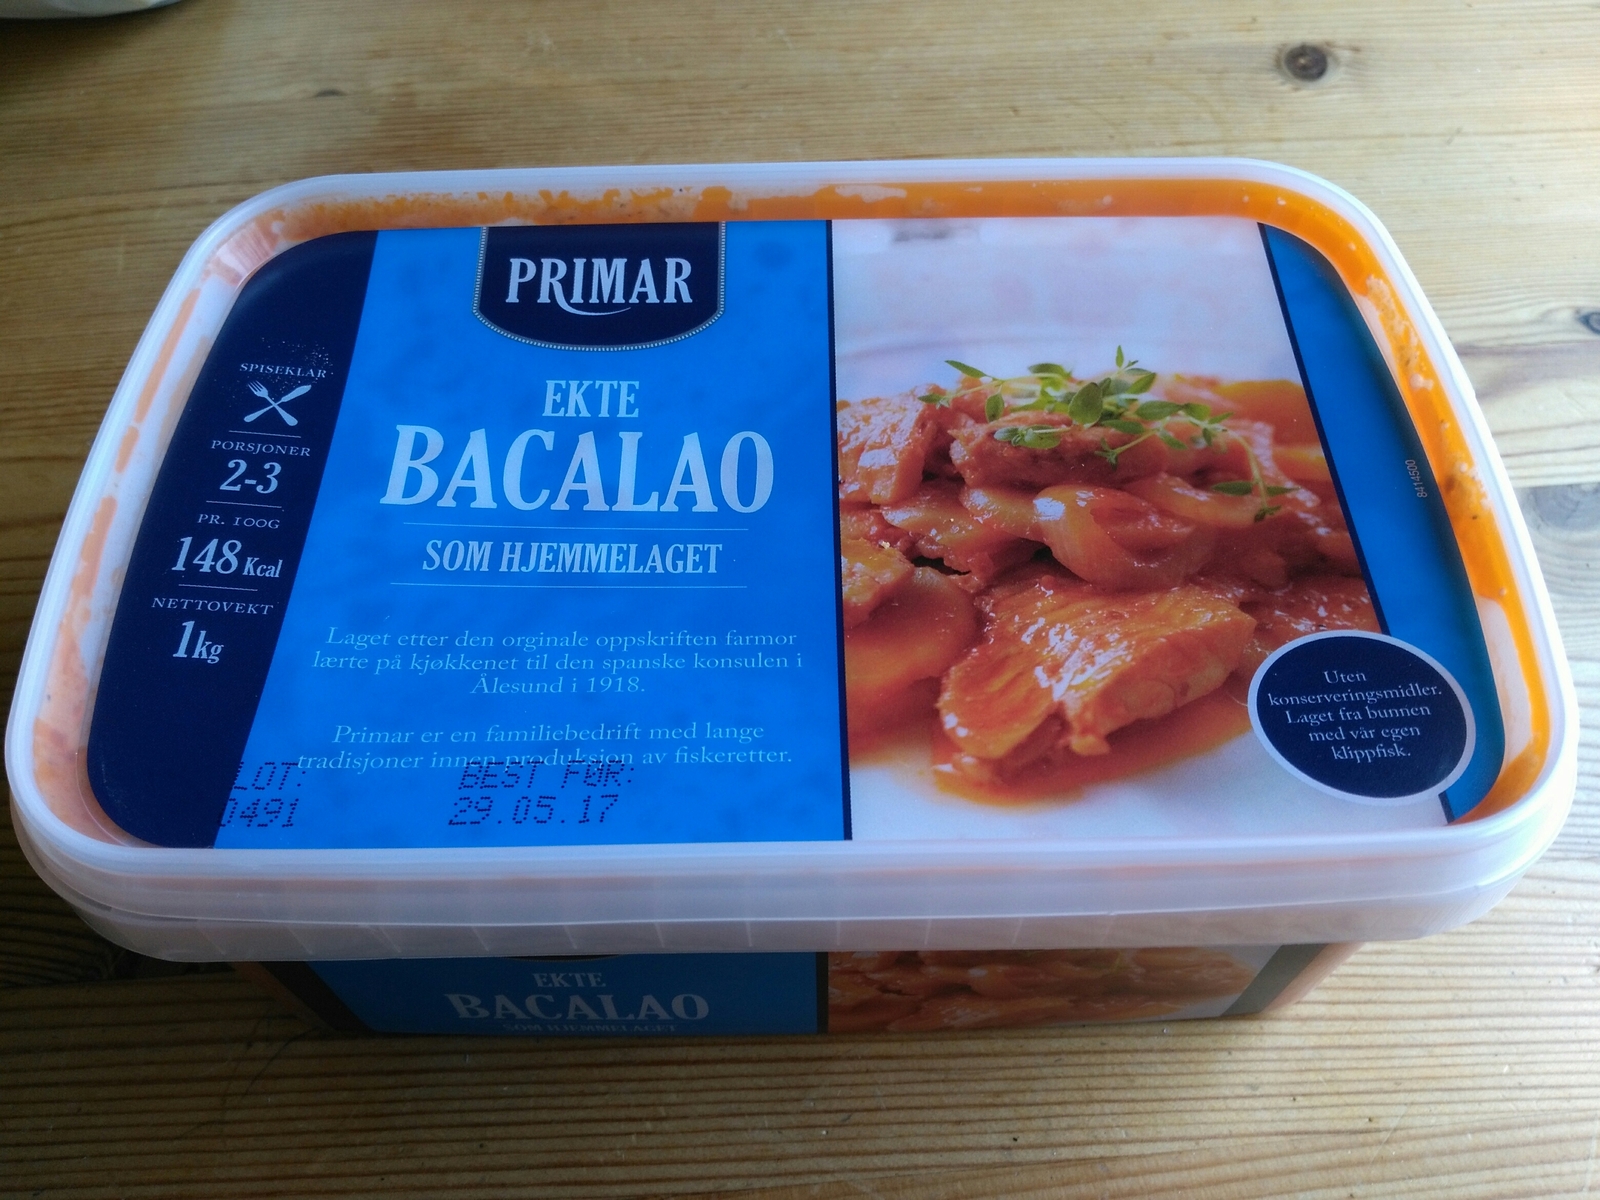 PRIMAR
SPISEKLAR
PORSJONER
2-3
PR. 100G
148 Kcal
NETTOVEKT
1kg
EKTE
BACALAO
SOM HJEMMELAGET
Laget etter den orginale oppskriften farmor
lærte på kjøkkenet til den spanske konsulen i
Ålesund i 1918.
Primar er en familiebedrift med lange
tradisjoner innen produksjon av fiskeretter.
LOT:
0491
BEST FØR:
29.05.17
8414500
Uten
konserveringsmidler.
Laget fra bunnen
med vår egen
klippfisk.
EKTE
BACALAO
SOM HJEMMELAGET